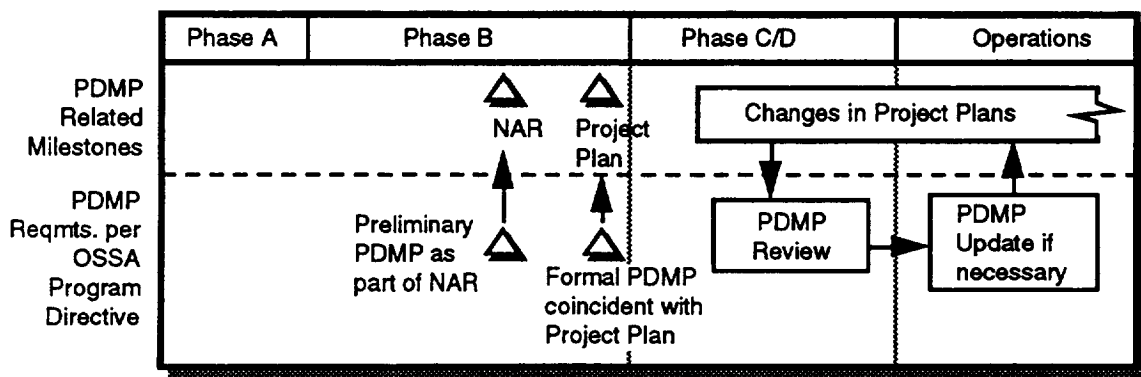 Phase A
Phase B
Phase C/D
Operations
PDMP
Related
Milestones
NAR
Project
Plan
Changes in Project Plans
PDMP
Reqmts. per
OSSA
Program
Directive
Preliminary
PDMP as
part of NAR
Formal PDMP
coincident with
Project Plan
PDMP
Review
PDMP
Update if
necessary